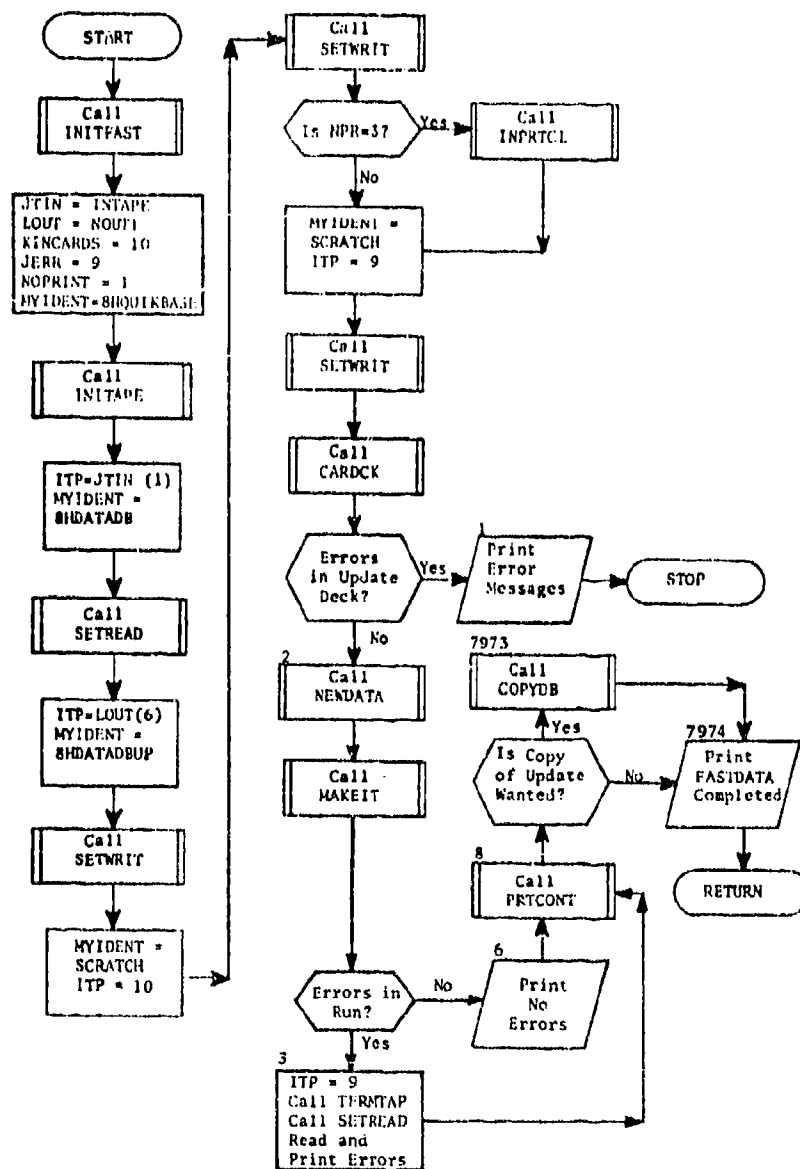 START
Call
INITFAST
JTIN = INTAPE
LOUT = NOUTT
KINCARDS = 10
JERR = 9
NOPRINT = 1
MYIDENT=8HQUIKBASE
Call
INITAPE
ITP=JTIN (1)
MYIDENT =
8HDATADB
Call
SETREAD
ITP=LOUT(6)
MYIDENT =
8HDATADBUP
Call
SETWRIT
MYIDENT =
SCRATCH
ITP = 10
Call
SETWRIT
Is NPR=3?
Yes
Call
INPRTCL
No
MYIDENT =
SCRATCH
ITP = 9
Call
SETWRIT
Call
CARDCK
Errors
in Update
Deck?
Yes
1
Print
Error
Messages
STOP
No
2
Call
NEWDATA
Call
MAKEIT
Errors in
Run?
No
6
Print
No
Errors
Yes
3
ITP = 9
Call TERMTAP
Call SETREAD
Read and
Print Errors
8
Call
PRTCONT
Is Copy
of Update
Wanted?
Yes
7973
Call
COPYDB
No
7974
Print
FASTDATA
Completed
RETURN